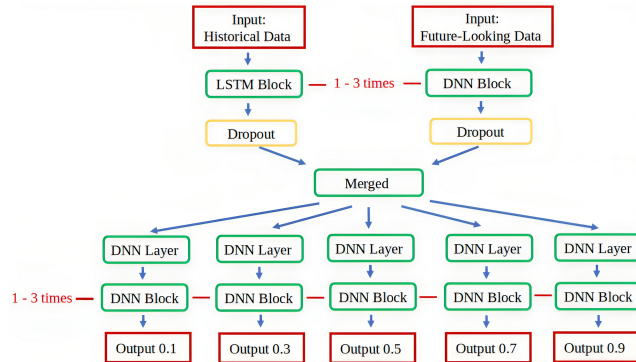 Input:
Historical Data
Input:
Future-Looking Data
LSTM Block
1 - 3 times
DNN Block
Dropout
Dropout
Merged
DNN Layer
DNN Layer
DNN Layer
DNN Layer
DNN Layer
1 - 3 times
DNN Block
DNN Block
DNN Block
DNN Block
DNN Block
Output 0.1
Output 0.3
Output 0.5
Output 0.7
Output 0.9